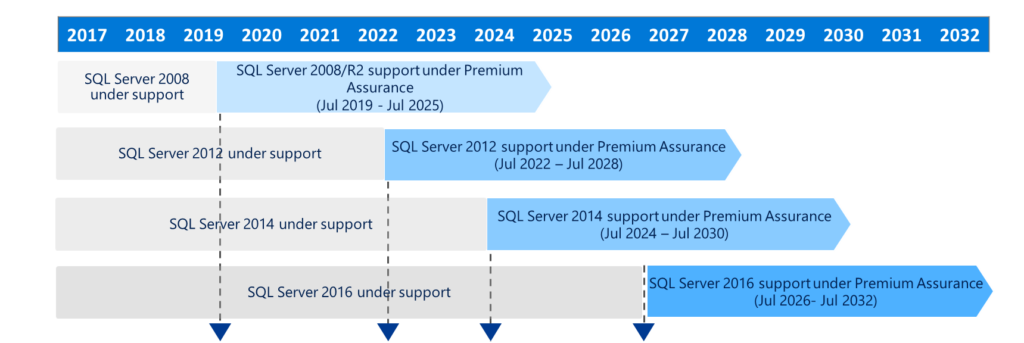 2017 2018 2019 2020 2021 2022 2023 2024 2025 2026 2027 2028 2029 2030 2031 2032
SQL Server 2008
under support
SQL Server 2008/R2 support under Premium
Assurance
(Jul 2019 - Jul 2025)
SQL Server 2012 under support
SQL Server 2012 support under Premium Assurance
(Jul 2022 – Jul 2028)
SQL Server 2014 under support
SQL Server 2014 support under Premium Assurance
(Jul 2024 – Jul 2030)
SQL Server 2016 under support
SQL Server 2016 support under Premium Assurance
(Jul 2026- Jul 2032)